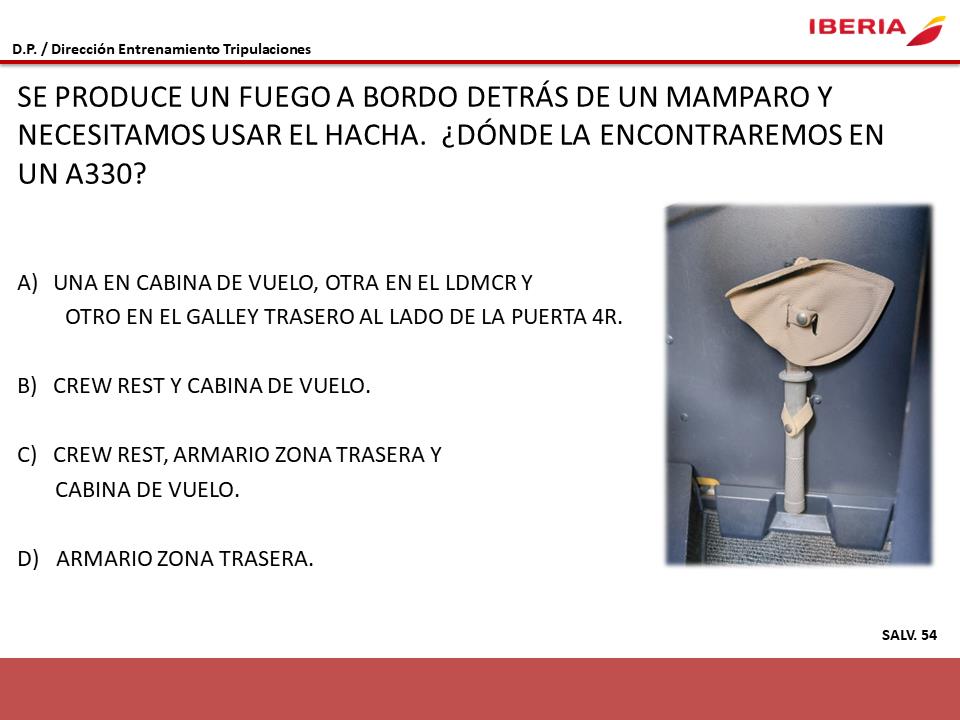 D.P. / Dirección Entrenamiento Tripulaciones
IBERIA
SE PRODUCE UN FUEGO A BORDO DETRÁS DE UN MAMPARO Y
NECESITAMOS USAR EL HACHA. ¿DÓNDE LA ENCONTRAREMOS EN
UN A330?
A) UNA EN CABINA DE VUELO, OTRA EN EL LDMCR Y
OTRO EN EL GALLEY TRASERO AL LADO DE LA PUERTA 4R.
B) CREW REST Y CABINA DE VUELO.
C) CREW REST, ARMARIO ZONA TRASERA Y
CABINA DE VUELO.
D) ARMARIO ZONA TRASERA.
SALV. 54